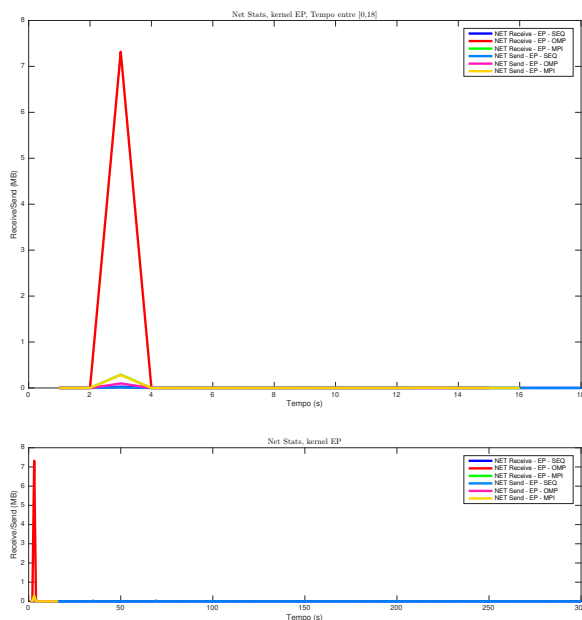 Net Stats, kernel EP, Tempo entre [0,18]
NET Receive - EP - SEQ
NET Receive - EP - OMP
NET Receive - EP - MPI
NET Send - EP - SEQ
NET Send - EP - OMP
NET Send - EP - MPI
Receive/Send (MB)
8
7
6
5
4
3
2
1
0
0 2 4 6 8 10 12 14 16 18
Tempo (s)
Net Stats, kernel EP
NET Receive - EP - SEQ
NET Receive - EP - OMP
NET Receive - EP - MPI
NET Send - EP - SEQ
NET Send - EP - OMP
NET Send - EP - MPI
Receive/Send (MB)
8
7
6
5
4
3
2
1
0
0 50 100 150 200 250 300
Tempo (s)